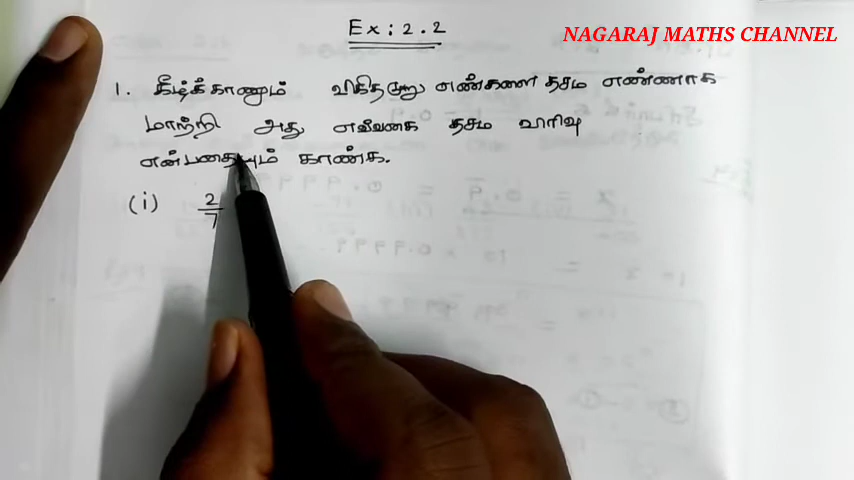 Ex : 2.2
NAGARAJ MATHS CHANNEL
1. கீழ்க்காணும் விகிதமுறு எண்களை தசம எண்ணாக
மாற்றி அது எவ்வகை தசம விரிவு
என்பதையும் காண்க.
(i) 2/7